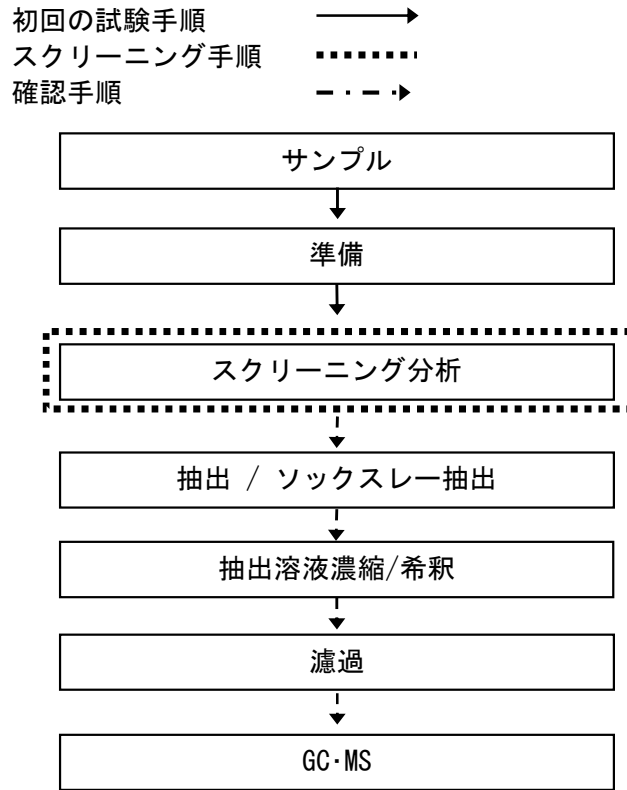 初回の試験手順
スクリーニング手順
確認手順
サンプル
準備
スクリーニング分析
抽出 / ソックスレー抽出
抽出溶液濃縮/希釈
濾過
GC・MS